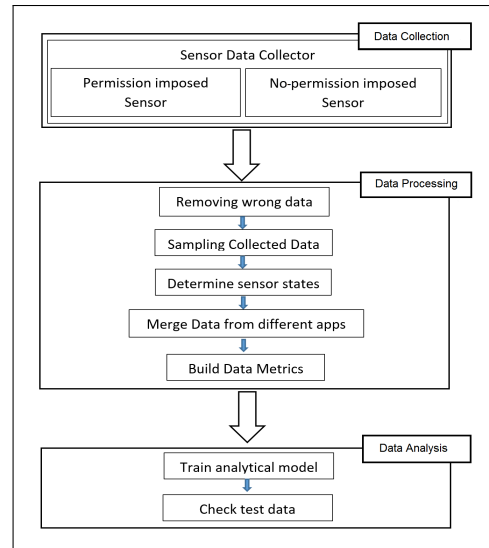 Data Collection
Sensor Data Collector
Permission imposed
Sensor
No-permission imposed
Sensor
Data Processing
Removing wrong data
Sampling Collected Data
Determine sensor states
Merge Data from different apps
Build Data Metrics
Data Analysis
Train analytical model
Check test data